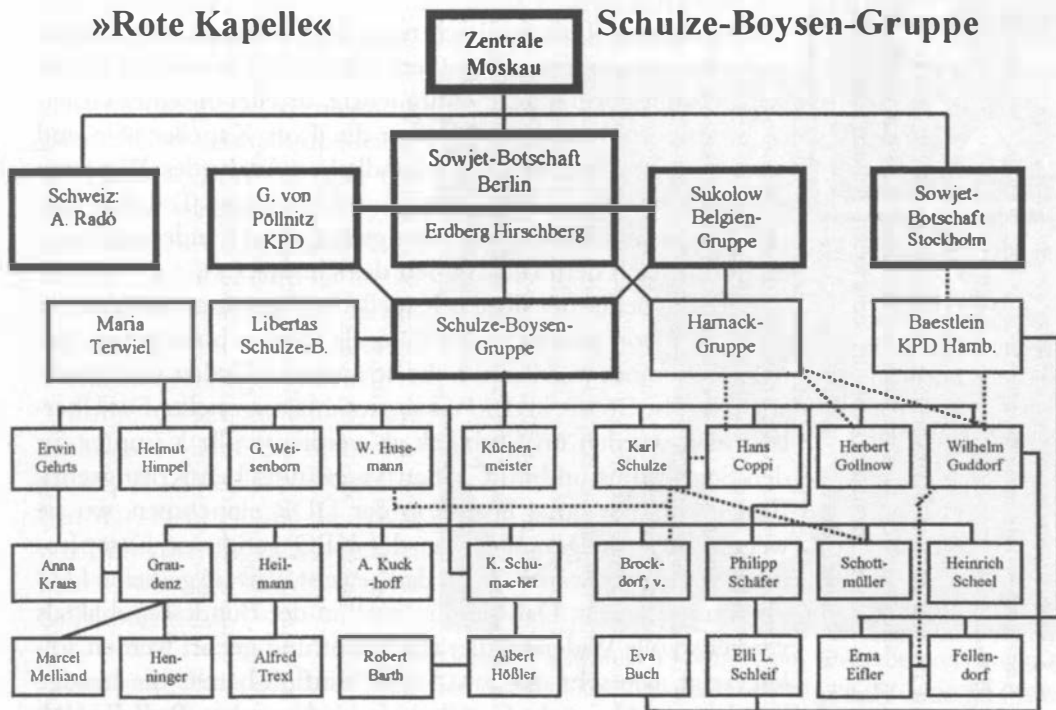 »Rote Kapelle«
Schulze-Boysen-Gruppe
Zentrale
Moskau
Schweiz:
A. Radó
G. von
Pöllnitz
KPD
Sowjet-Botschaft
Berlin
Erdberg Hirschberg
Sukolow
Belgien-
Gruppe
Sowjet-
Botschaft
Stockholm
Maria
Terwiel
Libertas
Schulze-B.
Schulze-Boysen-
Gruppe
Harnack-
Gruppe
Baestlein
KPD Hamb.
Erwin
Gehrts
Helmut
Himpel
G. Wei-
senborn
W. Huse-
mann
Küchen-
meister
Karl
Schulze
Hans
Coppi
Herbert
Gollnow
Wilhelm
Guddorf
Anna
Kraus
Grau-
denz
Heil-
mann
A. Kuck
-hoff
K. Schu-
macher
Brock-
dorf, v.
Philipp
Schäfer
Schott-
müller
Heinrich
Scheel
Marcel
Melliand
Hen-
ninger
Alfred
Trexl
Robert
Barth
Albert
Hößler
Eva
Buch
Elli L.
Schleif
Erna
Eifler
Fellen-
dorf